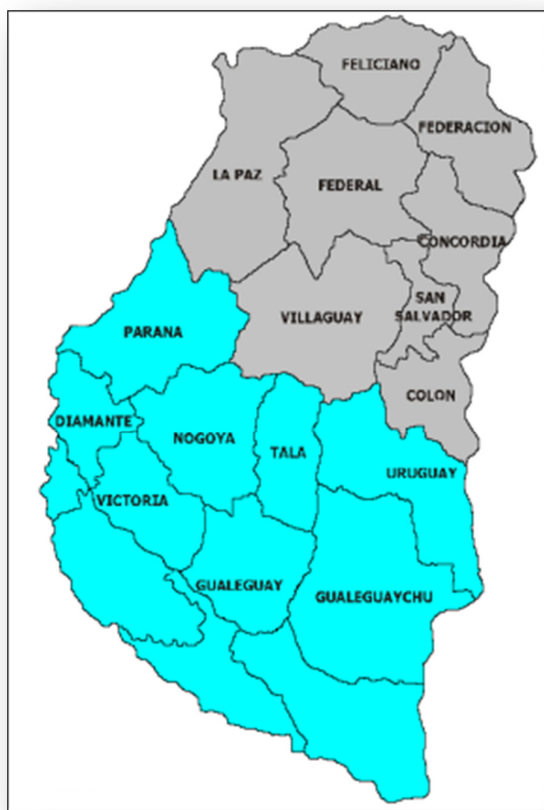 FELICIANO
FEDERACION
LA PAZ
FEDERAL
CONCORDIA
SAN
SALVADOR
VILLAGUAY
PARANA
COLON
DIAMANTE
NOGOYA
TALA
URUGUAY
VICTORIA
GUALEGUAY
GUALEGUAYCHU